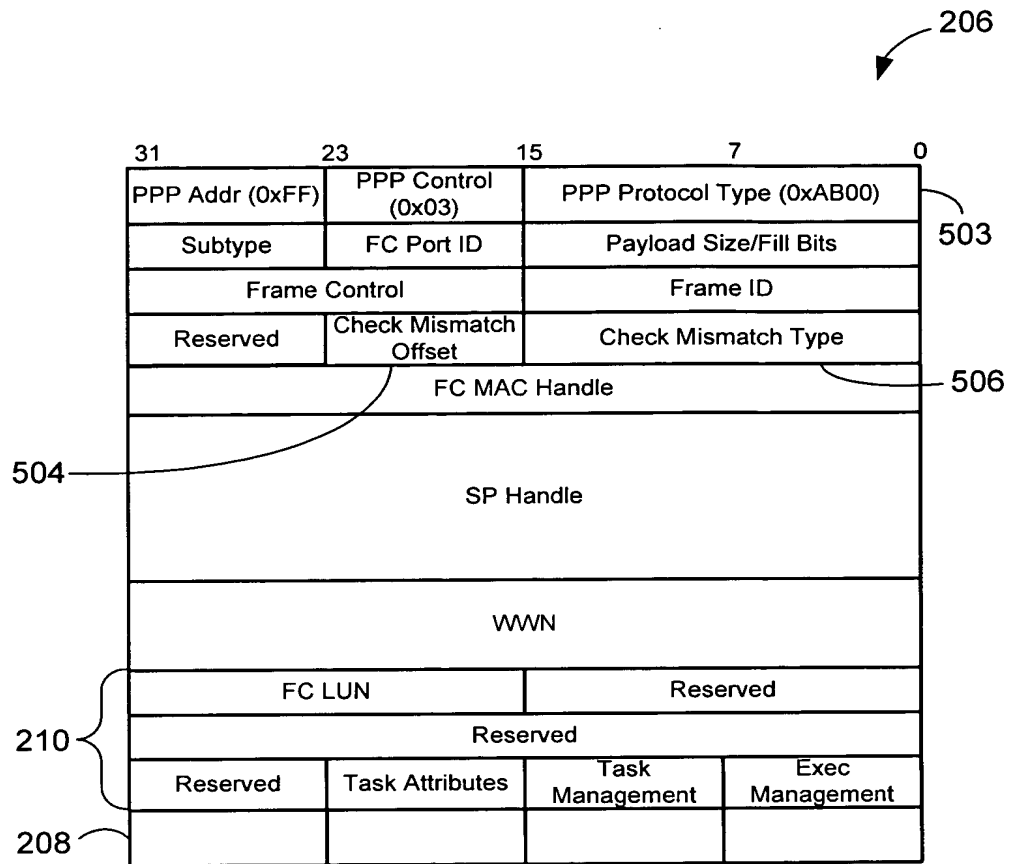 206
31 23 15 7 0
PPP Addr (0xFF) PPP Control (0x03) PPP Protocol Type (0xAB00)
503
Subtype FC Port ID Payload Size/Fill Bits
Frame Control Frame ID
Reserved Check Mismatch Offset Check Mismatch Type
506
FC MAC Handle
504
SP Handle
WWN
FC LUN Reserved
210
Reserved
Reserved Task Attributes Task Management Exec Management
208